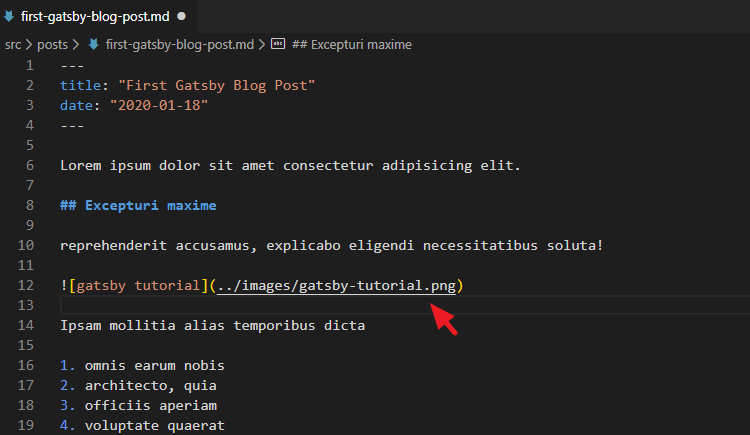 first-gatsby-blog-post.md
src > posts > first-gatsby-blog-post.md > abc ## Excepturi maxime
1 ---
2 title: "First Gatsby Blog Post"
3 date: "2020-01-18"
4 ---
5
6 Lorem ipsum dolor sit amet consectetur adipisicing elit.
7
8 ## Excepturi maxime
9
10 reprehenderit accusamus, explicabo eligendi necessitatibus soluta!
11
12 ![gatsby tutorial](../images/gatsby-tutorial.png)
13
14 Ipsam mollitia alias temporibus dicta
15
16 1. omnis earum nobis
17 2. architecto, quia
18 3. officiis aperiam
19 4. voluptate quaerat